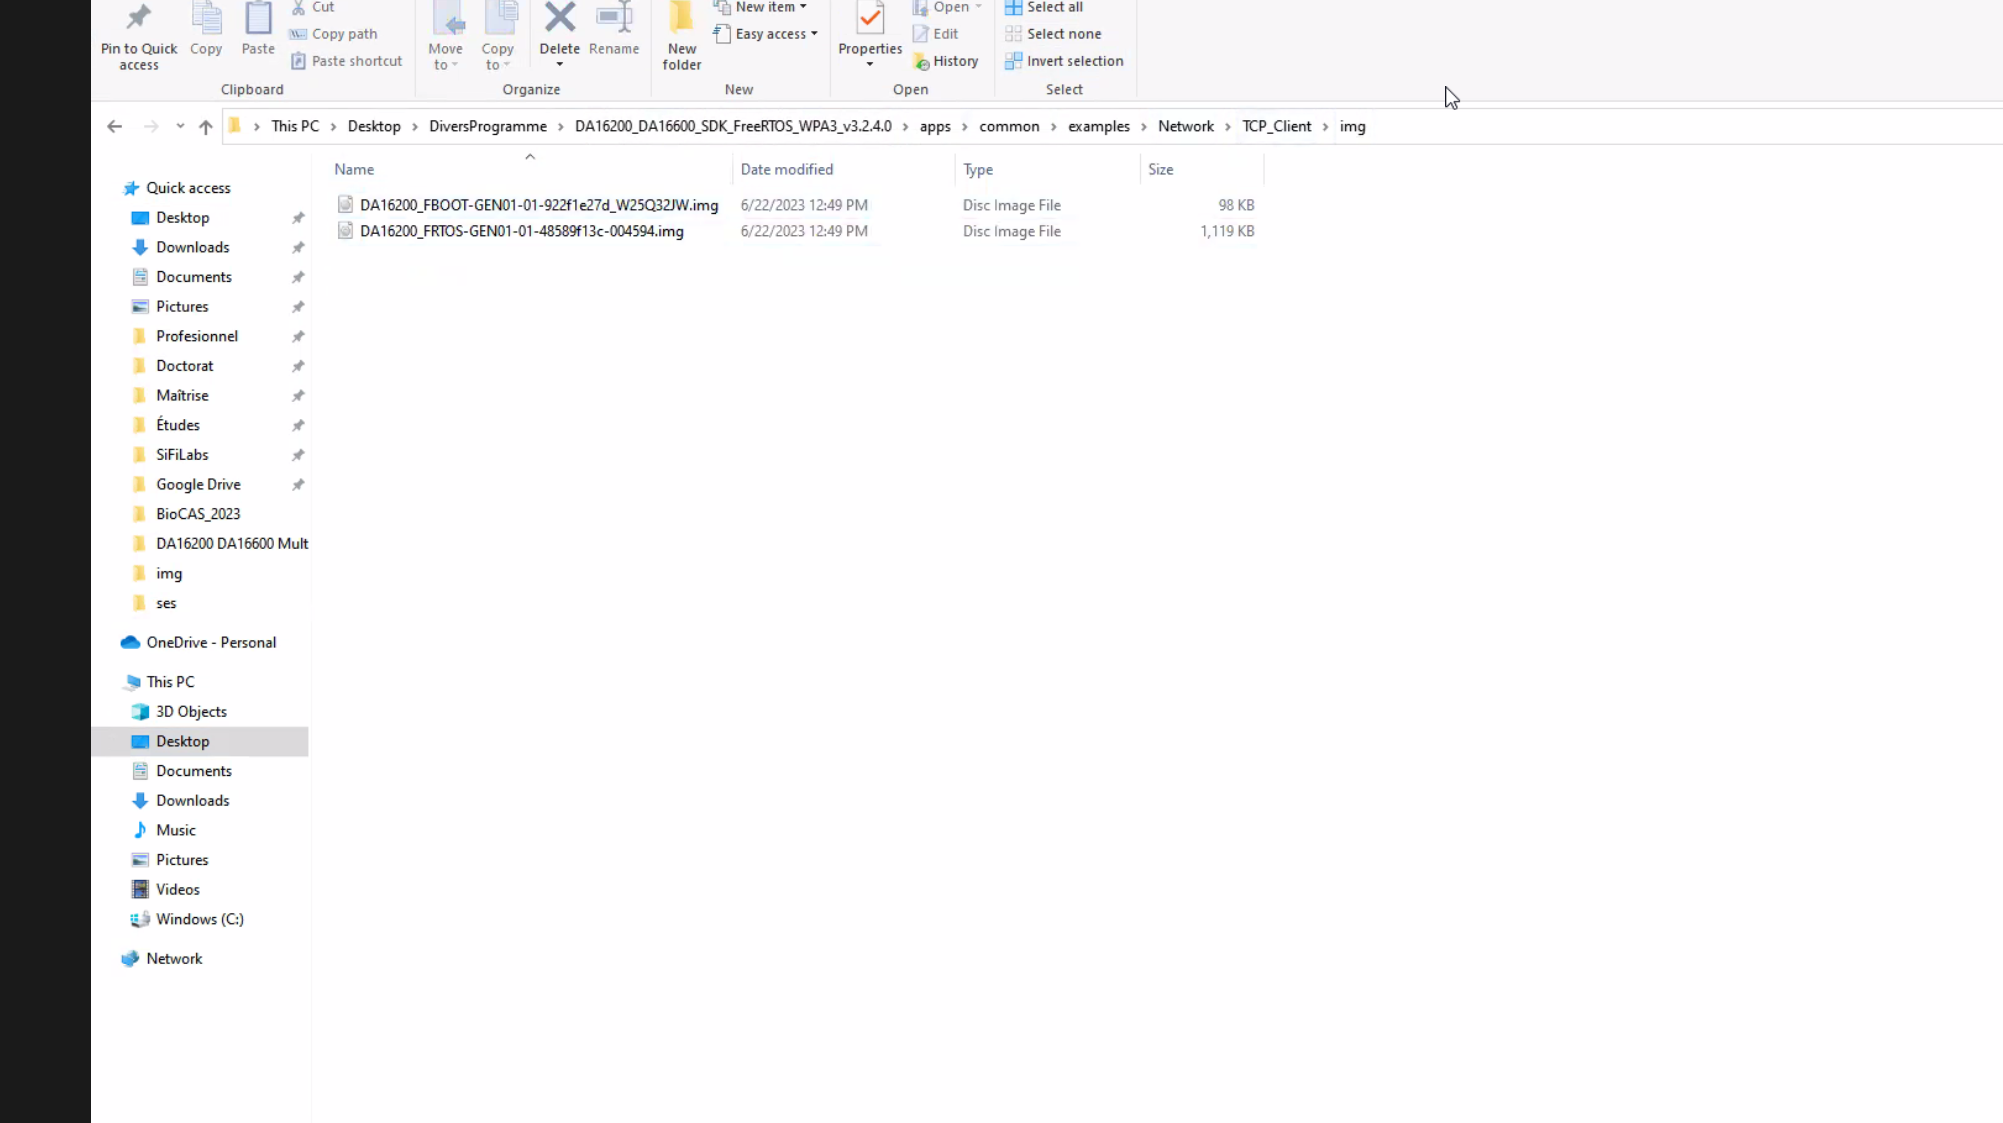 Pin to Quick access
Copy
Paste
Cut
Copy path
Paste shortcut
Clipboard
Move to
Copy to
Delete
Rename
Organize
New folder
New item
Easy access
New
Properties
Open
Edit
History
Open
Select all
Select none
Invert selection
Select
This PC > Desktop > DiversProgramme > DA16200_DA16600_SDK_FreeRTOS_WPA3_v3.2.4.0 > apps > common > examples > Network > TCP_Client > img
Name Date modified Type Size
DA16200_FBOOT-GEN01-01-922f1e27d_W25Q32JW.img 6/22/2023 12:49 PM Disc Image File 98 KB
DA16200_FRTOS-GEN01-01-48589f13c-004594.img 6/22/2023 12:49 PM Disc Image File 1,119 KB
Quick access
Desktop
Downloads
Documents
Pictures
Profesionnel
Doctorat
Maîtrise
Études
SiFiLabs
Google Drive
BioCAS_2023
DA16200 DA16600 Mult
img
ses
OneDrive - Personal
This PC
3D Objects
Desktop
Documents
Downloads
Music
Pictures
Videos
Windows (C:)
Network